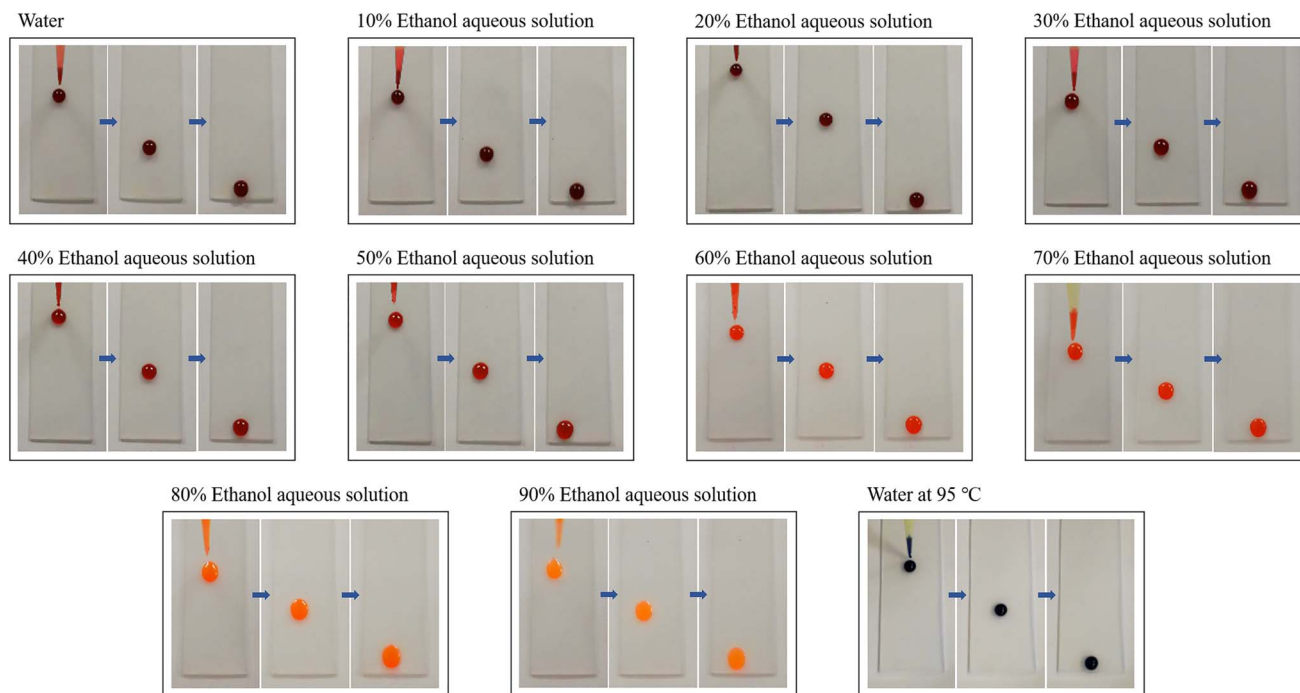 Water
10% Ethanol aqueous solution
20% Ethanol aqueous solution
30% Ethanol aqueous solution
40% Ethanol aqueous solution
50% Ethanol aqueous solution
60% Ethanol aqueous solution
70% Ethanol aqueous solution
80% Ethanol aqueous solution
90% Ethanol aqueous solution
Water at 95 °C